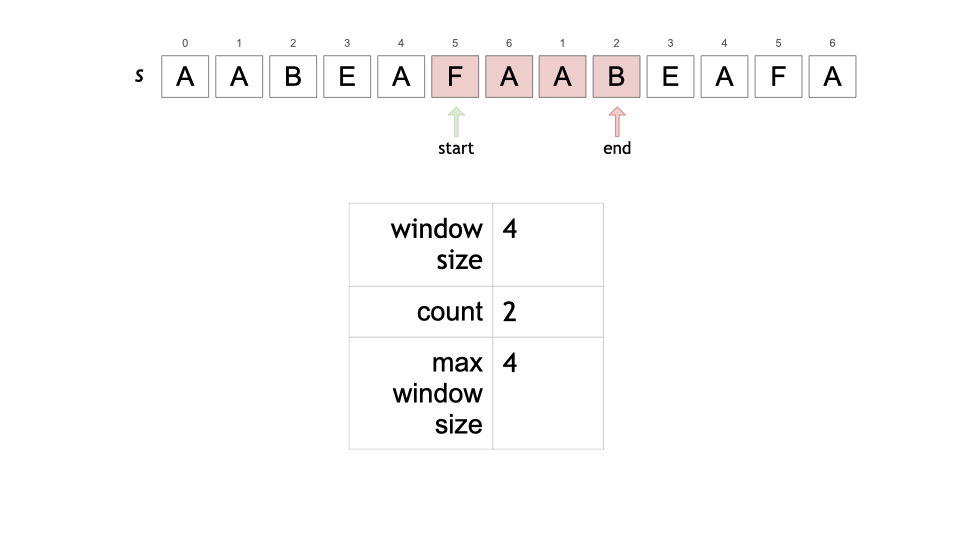 0 1 2 3 4 5 6 1 2 3 4 5 6
s A A B E A F A A B E A F A
start end
window 4
size
count 2
max 4
window
size